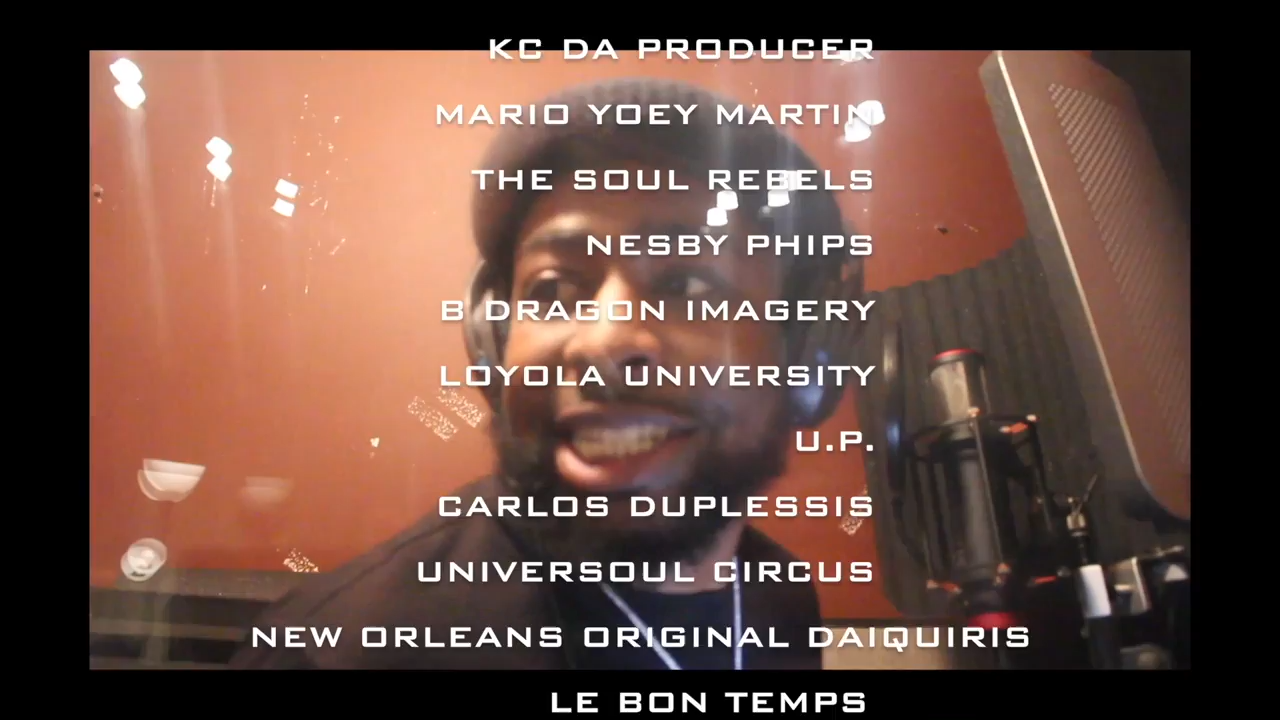 KC DA PRODUCER
MARIO YOEY MARTIN
THE SOUL REBELS
NESBY PHIPS
B DRAGON IMAGERY
LOYOLA UNIVERSITY
U.P.
CARLOS DUPLESSIS
UNIVERSOUL CIRCUS
NEW ORLEANS ORIGINAL DAIQUIRIS
LE BON TEMPS